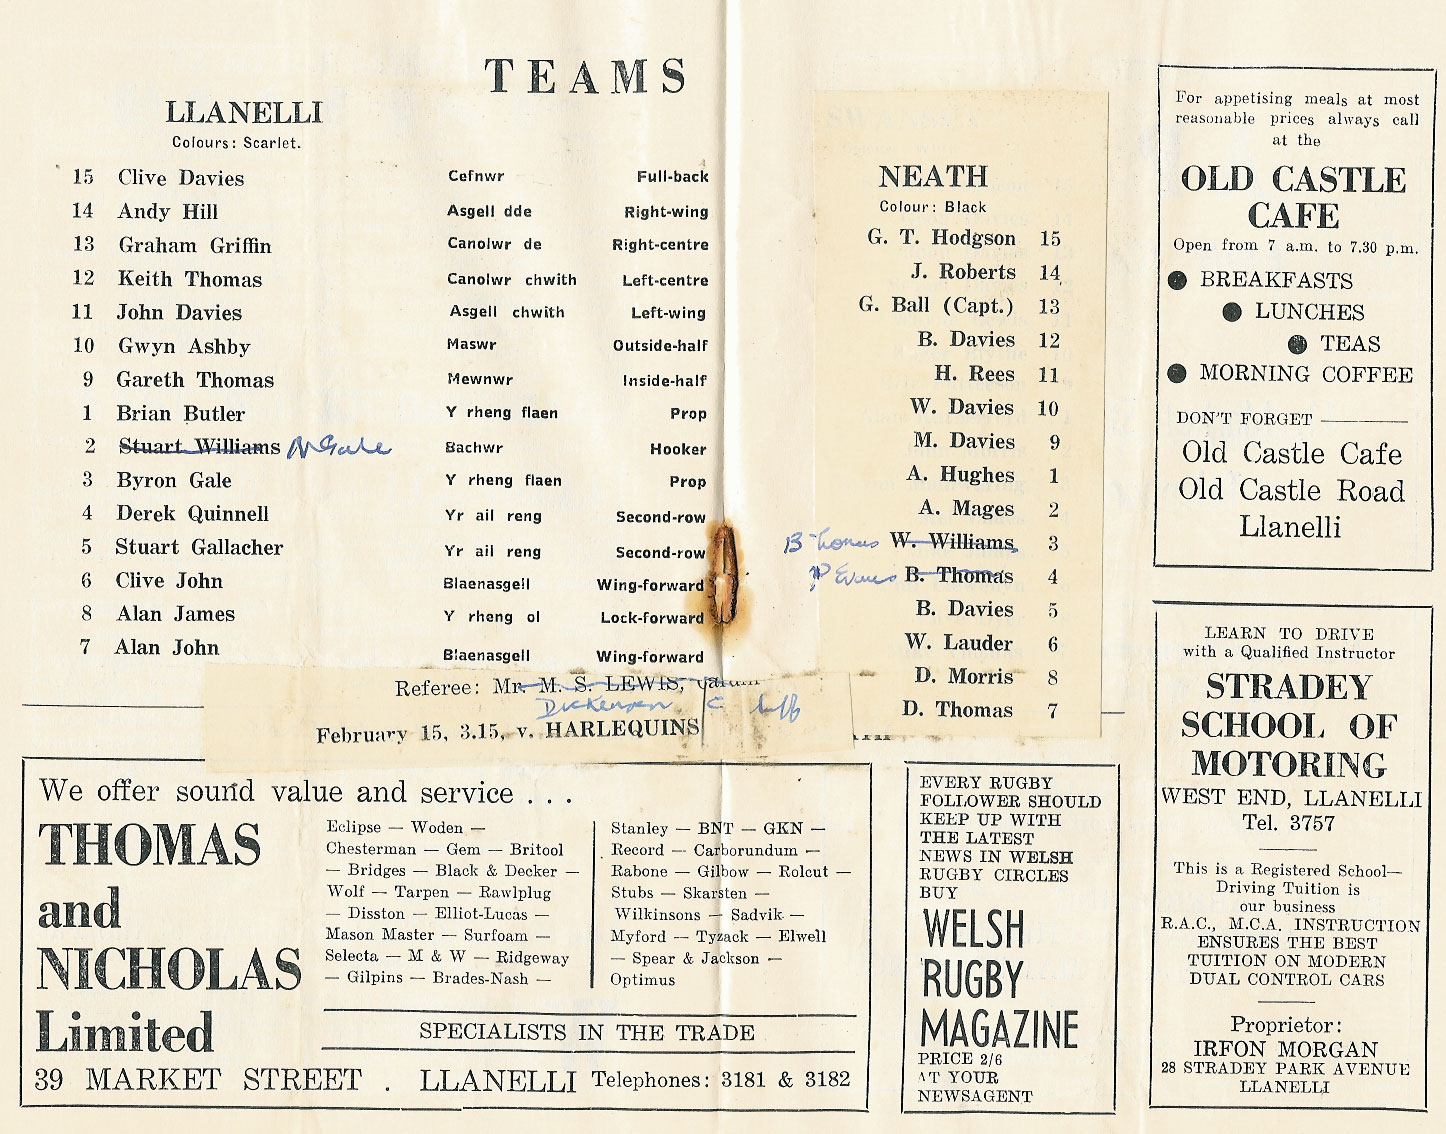 TEAMS
LLANELLI
Colours: Scarlet.
15 Clive Davies Cefnwr Full-back
14 Andy Hill Asgell dde Right-wing
13 Graham Griffin Canolwr de Right-centre
12 Keith Thomas Canolwr chwith Left-centre
11 John Davies Asgell chwith Left-wing
10 Gwyn Ashby Maswr Outside-half
9 Gareth Thomas Mewnwr Inside-half
1 Brian Butler Y rheng flaen Prop
2 Stuart Williams N Gale Bachwr Hooker
3 Byron Gale Y rheng flaen Prop
4 Derek Quinnell Yr ail reng Second-row
5 Stuart Gallacher Yr ail reng Second-row
6 Clive John Blaenasgell Wing-forward
8 Alan James Y rheng ol Lock-forward
7 Alan John Blaenasgell Wing-forward
NEATH
Colour: Black
G. T. Hodgson 15
J. Roberts 14
G. Ball (Capt.) 13
B. Davies 12
H. Rees 11
W. Davies 10
M. Davies 9
A. Hughes 1
A. Mages 2
B Thomas W. Williams 3
P Evans B. Thomas 4
B. Davies 5
W. Lauder 6
D. Morris 8
D. Thomas 7
Referee: Mr. M. S. LEWIS,
Dickenson
February 15, 3.15, v. HARLEQUINS
For appetising meals at most
reasonable prices always call
at the
OLD CASTLE
CAFE
Open from 7 a.m. to 7.30 p.m.
● BREAKFASTS
● LUNCHES
● TEAS
● MORNING COFFEE
DON'T FORGET
Old Castle Cafe
Old Castle Road
Llanelli
LEARN TO DRIVE
with a Qualified Instructor
STRADEY
SCHOOL OF
MOTORING
WEST END, LLANELLI
Tel. 3757
This is a Registered School—
Driving Tuition is
our business
R.A.C., M.C.A. INSTRUCTION
ENSURES THE BEST
TUITION ON MODERN
DUAL CONTROL CARS
Proprietor:
IRFON MORGAN
28 STRADEY PARK AVENUE
LLANELLI
We offer sound value and service . . .
THOMAS
and
NICHOLAS
Limited
Eclipse — Woden —
Chesterman — Gem — Britool
— Bridges — Black & Decker —
Wolf — Tarpen — Rawlplug
— Disston — Elliot-Lucas —
Mason Master — Surfoam —
Selecta — M & W — Ridgeway
— Gilpins — Brades-Nash —
Stanley — BNT — GKN —
Record — Carborundum —
Rabone — Gilbow — Rolcut —
Stubs — Skarsten —
Wilkinsons — Sadvik —
Myford — Tyzack — Elwell
— Spear & Jackson —
Optimus
SPECIALISTS IN THE TRADE
39 MARKET STREET . LLANELLI Telephones: 3181 & 3182
EVERY RUGBY
FOLLOWER SHOULD
KEEP UP WITH
THE LATEST
NEWS IN WELSH
RUGBY CIRCLES
BUY
WELSH
RUGBY
MAGAZINE
PRICE 2/6
AT YOUR
NEWSAGENT